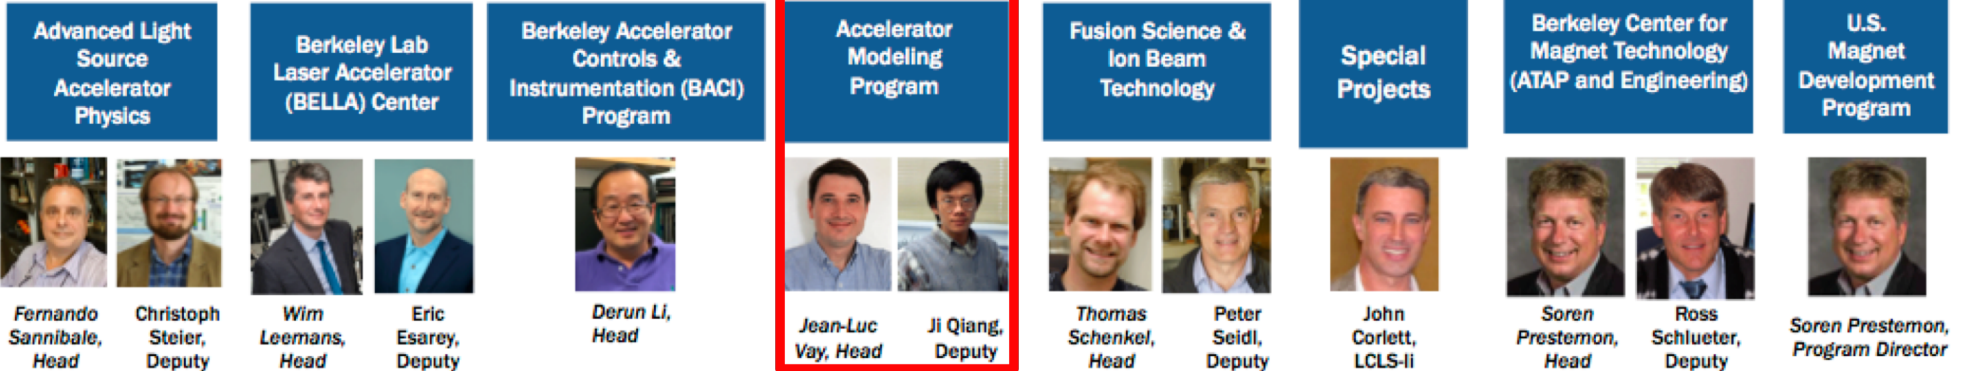 Advanced Light
Source
Accelerator
Physics
Fernando
Sannibale,
Head
Christoph
Steier,
Deputy
Berkeley Lab
Laser Accelerator
(BELLA) Center
Wim
Leemans,
Head
Eric
Esarey,
Deputy
Berkeley Accelerator
Controls &
Instrumentation (BACI)
Program
Derun Li,
Head
Accelerator
Modeling
Program
Jean-Luc
Vay, Head
Ji Qiang,
Deputy
Fusion Science &
Ion Beam
Technology
Thomas
Schenkel,
Head
Peter
Seidl,
Deputy
Special
Projects
John
Corlett,
LCLS-Ii
Berkeley Center for
Magnet Technology
(ATAP and Engineering)
Soren
Prestemon,
Head
Ross
Schlueter,
Deputy
U.S.
Magnet
Development
Program
Soren Prestemon,
Program Director